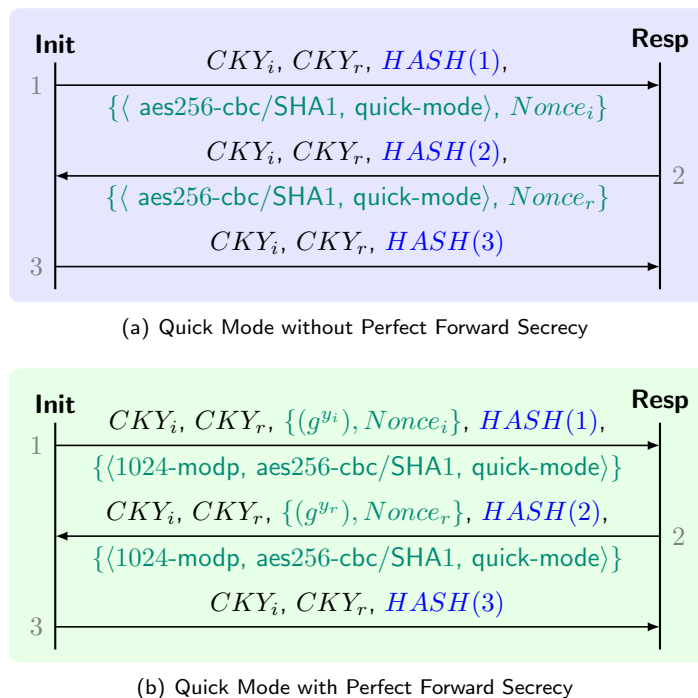 Init Resp
CKY_i, CKY_r, HASH(1),
1
{⟨ aes256-cbc/SHA1, quick-mode⟩, Nonce_i}
CKY_i, CKY_r, HASH(2),
2
{⟨ aes256-cbc/SHA1, quick-mode⟩, Nonce_r}
CKY_i, CKY_r, HASH(3)
3
(a) Quick Mode without Perfect Forward Secrecy
Init Resp
CKY_i, CKY_r, {(g^{y_i}), Nonce_i}, HASH(1),
1
{⟨1024-modp, aes256-cbc/SHA1, quick-mode⟩}
CKY_i, CKY_r, {(g^{y_r}), Nonce_r}, HASH(2),
2
{⟨1024-modp, aes256-cbc/SHA1, quick-mode⟩}
CKY_i, CKY_r, HASH(3)
3
(b) Quick Mode with Perfect Forward Secrecy